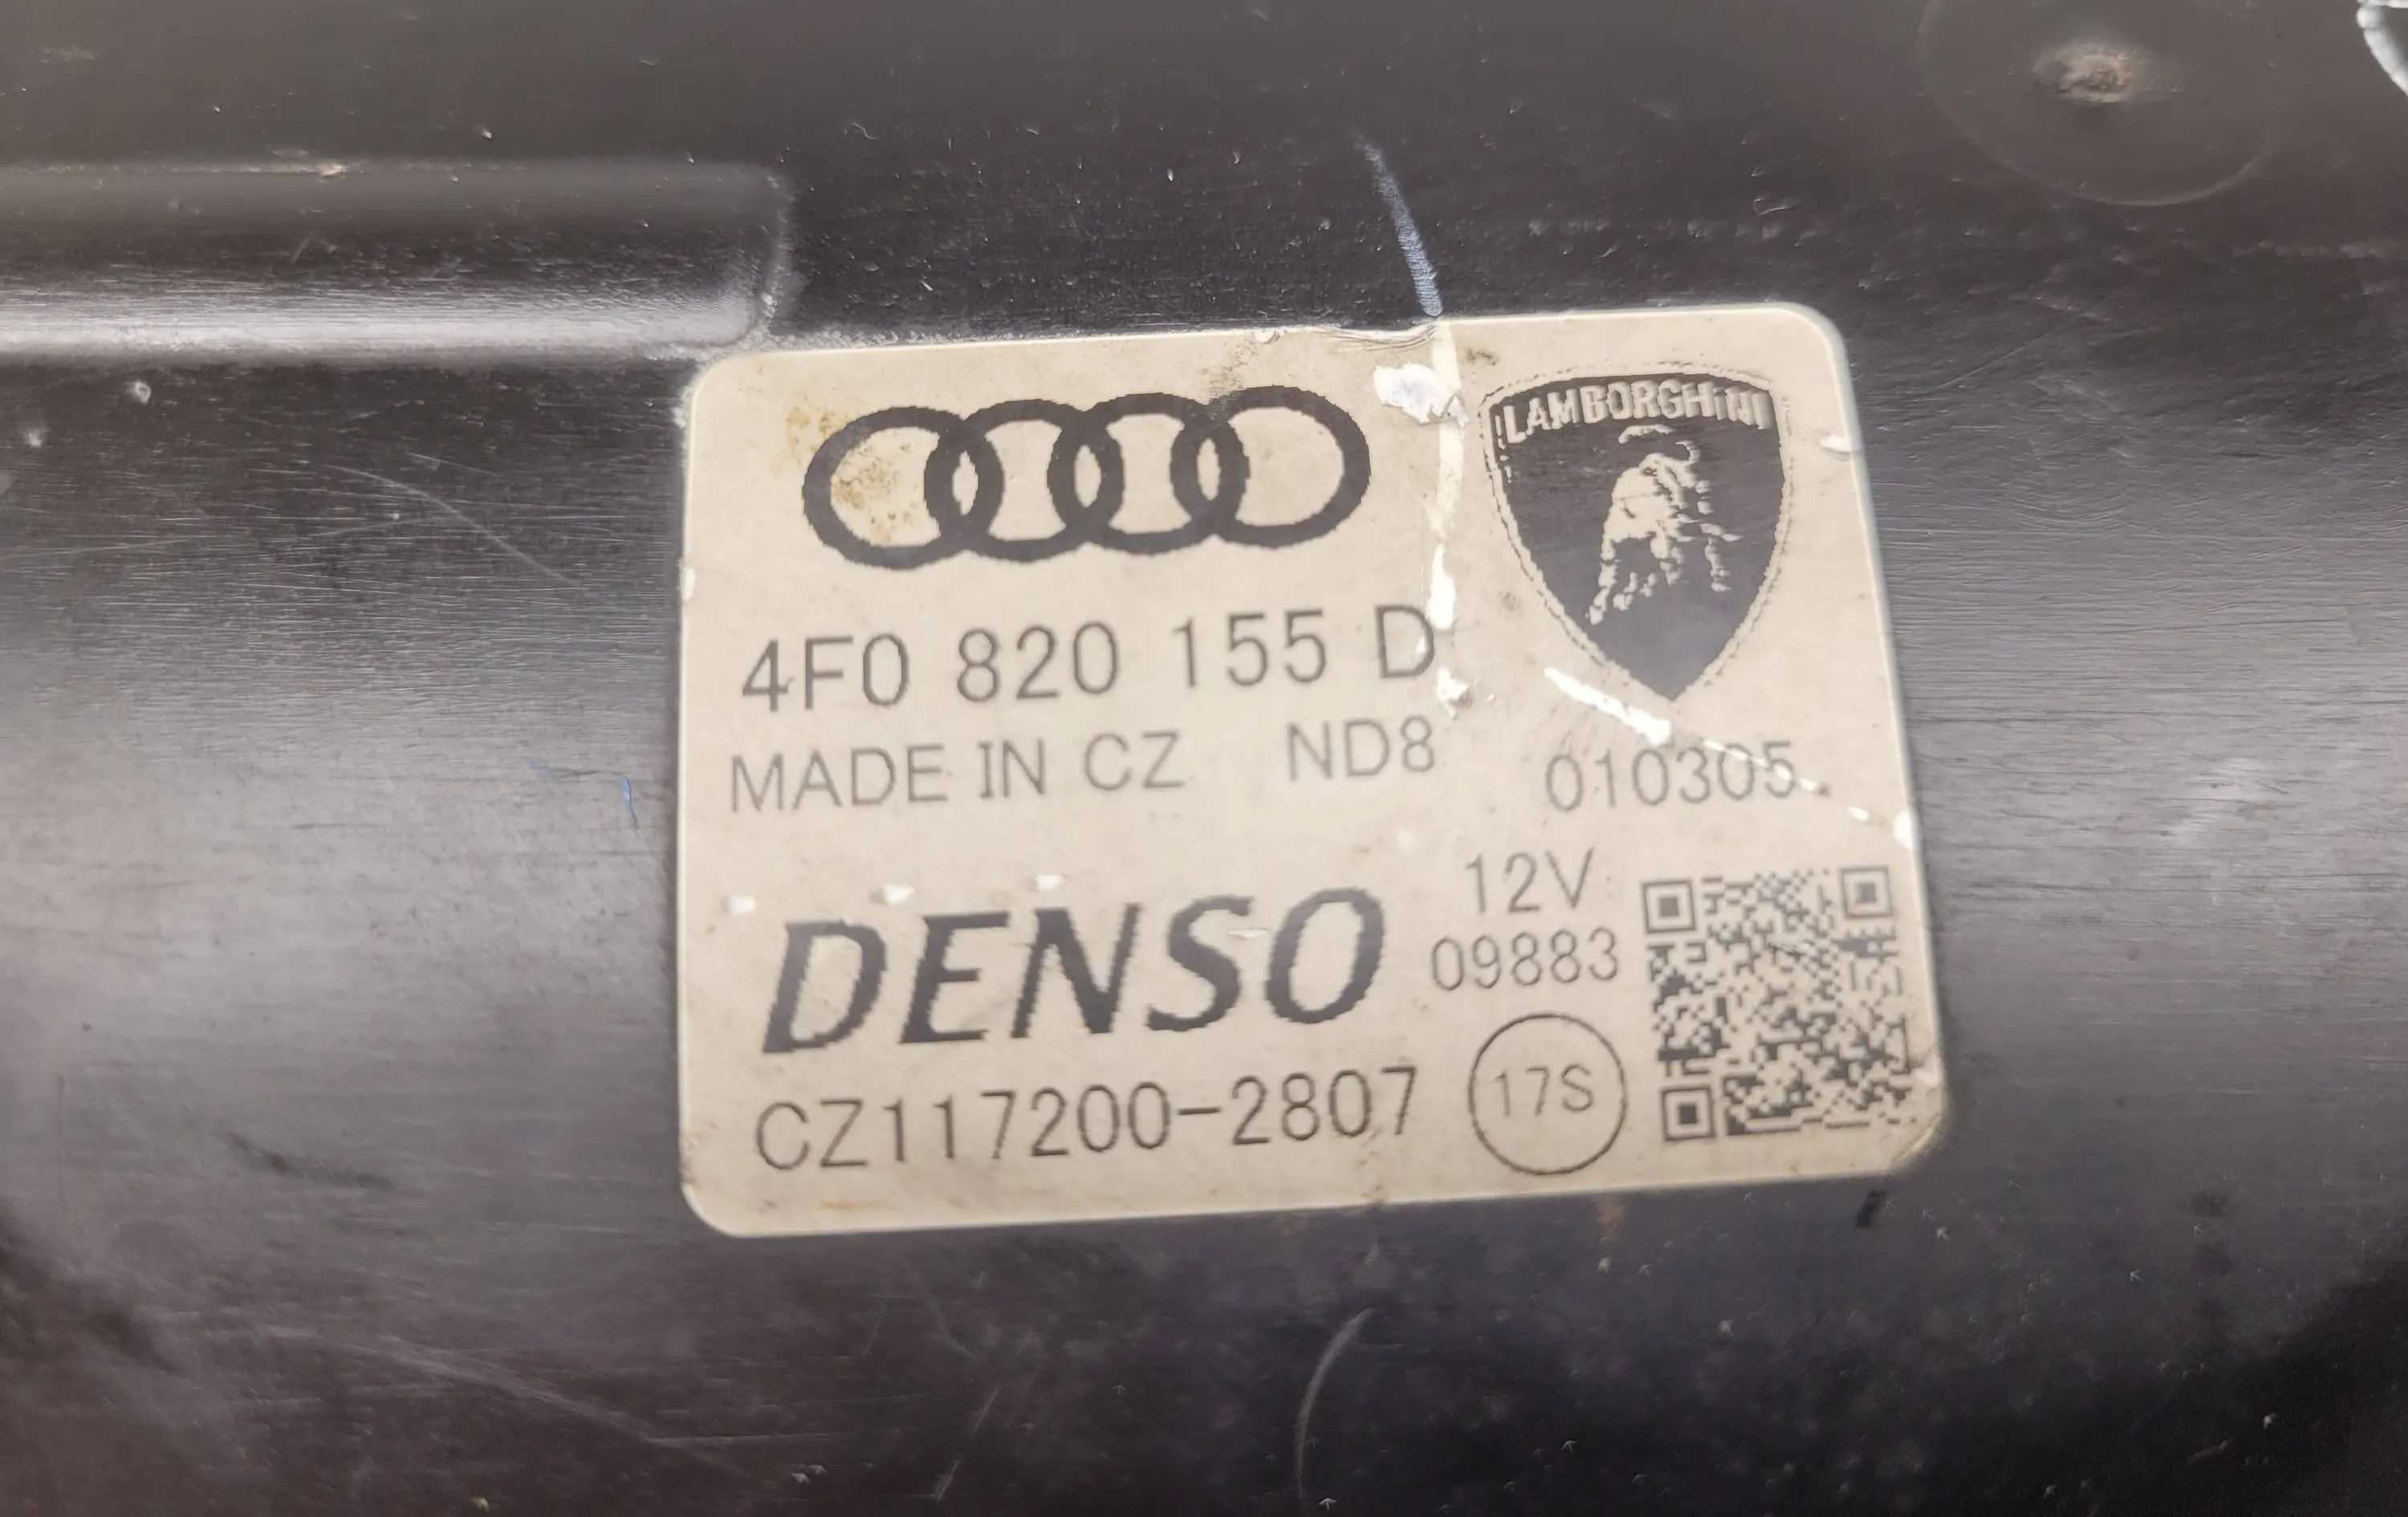 LAMBORGHINI
4F0 820 155 D
MADE IN CZ ND8 010305.
12V
DENSO 09883
CZ117200-2807 17S